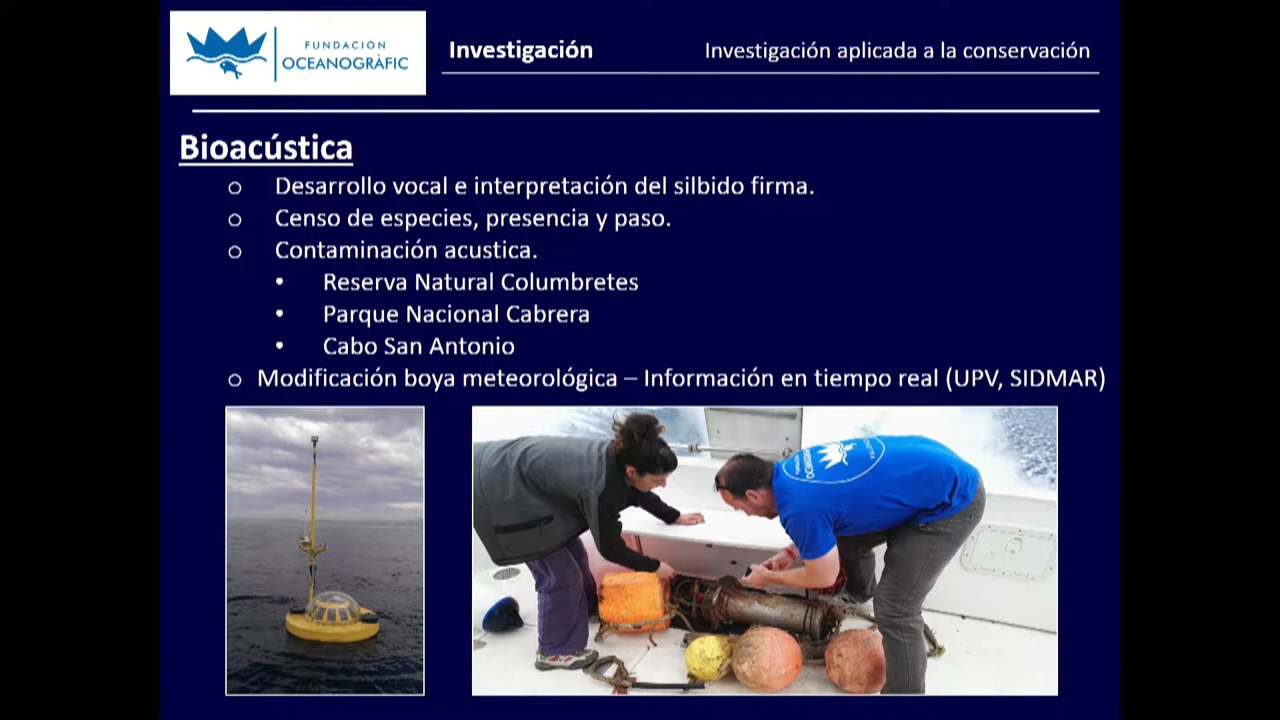 FUNDACIÓN
OCEANOGRÀFIC
Investigación
Investigación aplicada a la conservación
Bioacústica
o Desarrollo vocal e interpretación del silbido firma.
o Censo de especies, presencia y paso.
o Contaminación acustica.
• Reserva Natural Columbretes
• Parque Nacional Cabrera
• Cabo San Antonio
o Modificación boya meteorológica – Información en tiempo real (UPV, SIDMAR)